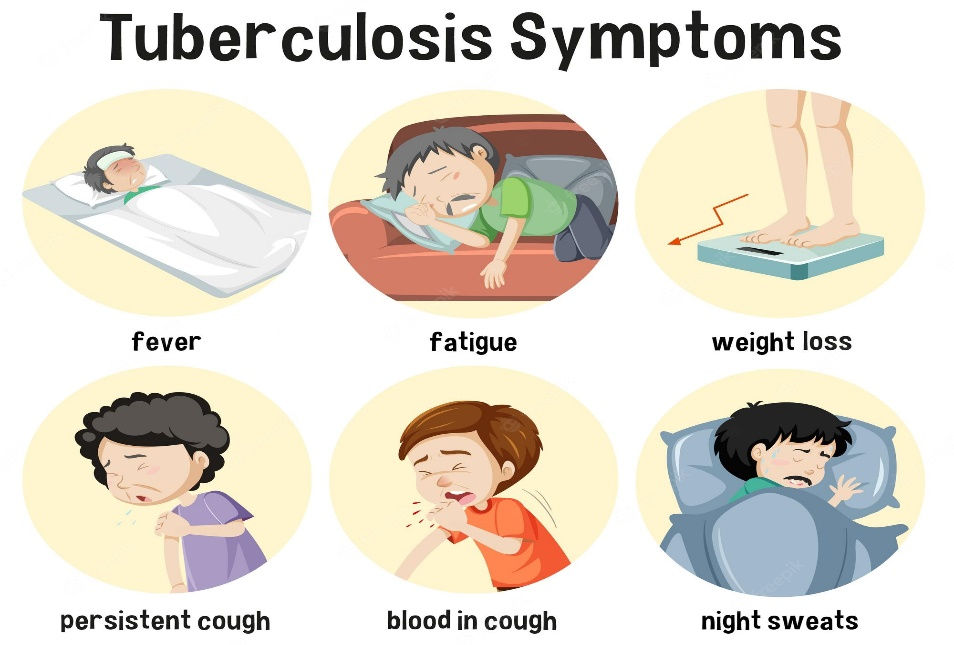 Tuberculosis Symptoms
fever
fatigue
weight loss
persistent cough
blood in cough
night sweats